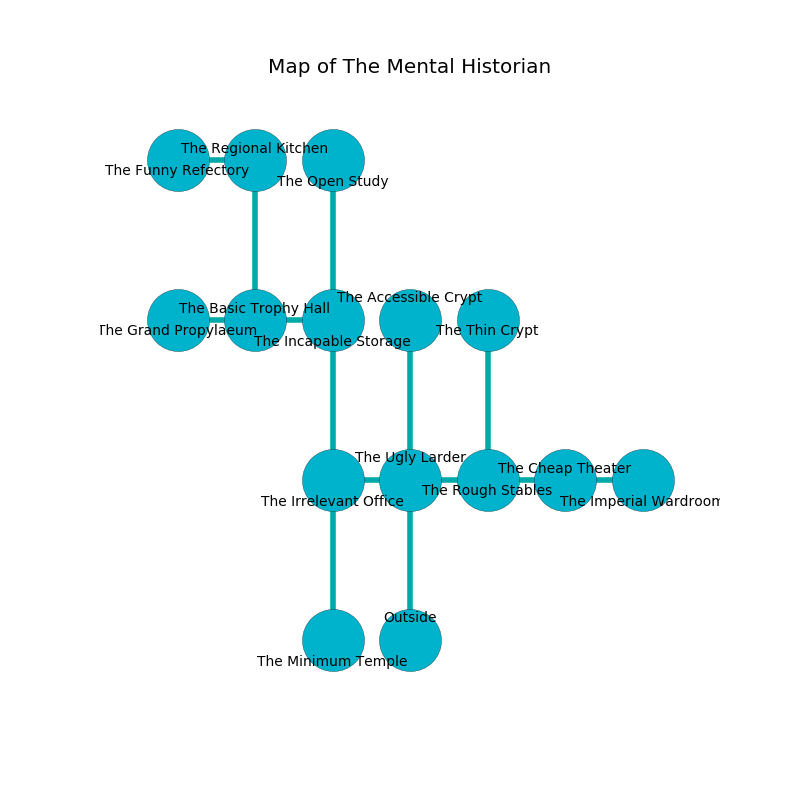 Map of The Mental Historian
The Regional Kitchen
The Funny Refectory
The Open Study
The Accessible Crypt
The Basic Trophy Hall
The Grand Propylaeum
The Thin Crypt
The Incapable Storage
The Ugly Larder
The Cheap Theater
The Rough Stables
The Irrelevant Office
The Imperial Wardroom
Outside
The Minimum Temple